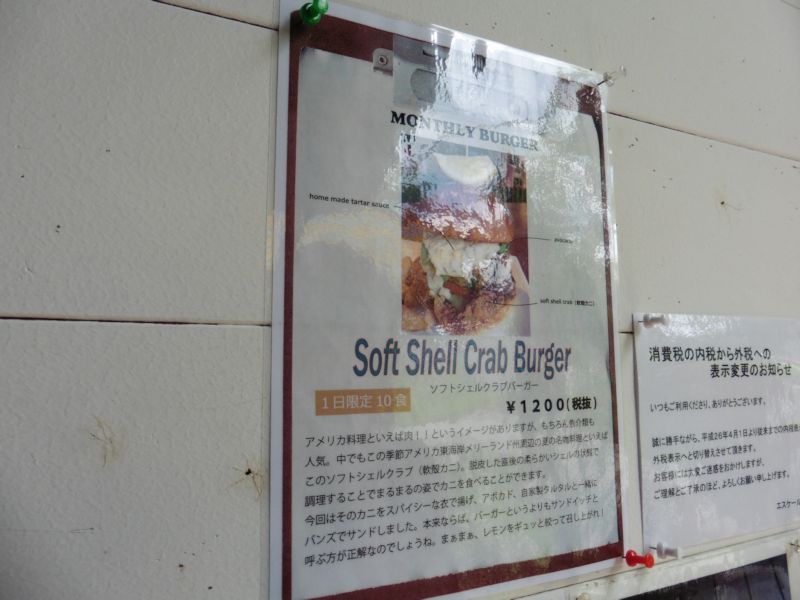 MONTHLY BURGER
home made tartar sauce
avocado
soft shell crab (軟殻カニ)
Soft Shell Crab Burger
ソフトシェルクラブバーガー
1日限定10食
¥1200(税抜)
アメリカ料理といえば肉！！というイメージがありますが、もちろん魚介類も
人気。中でもこの季節アメリカ東海岸メリーランド州周辺の夏の名物料理といえば
このソフトシェルクラブ（軟殻カニ）。脱皮した直後の柔らかいシェルの状態で
調理することでまるまるの姿でカニを食べることができます。
今回はそのカニをスパイシーな衣で揚げ、アボカド、自家製タルタルと一緒に
バンズでサンドしました。本来ならば、バーガーというよりもサンドイッチと
呼ぶ方が正解なのでしょうね。まぁまぁ、レモンをギュッと絞って召し上がれ！
消費税の内税から外税への
表示変更のお知らせ
いつもご利用くださり、ありがとうございます。
誠に勝手ながら、平成26年4月1日より従来までの内税
外税表示へと切り替えさせて頂きます。
お客様には大変ご迷惑をおかけしますが、
ご理解とご了承のほど、よろしくお願い申し上げます。
エスケール